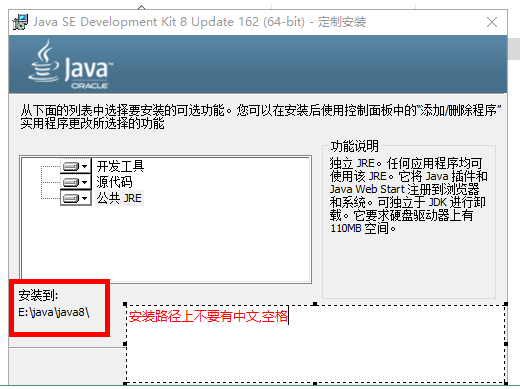 Java SE Development Kit 8 Update 162 (64-bit) - 定制安装
Java
ORACLE
从下面的列表中选择要安装的可选功能。您可以在安装后使用控制面板中的“添加/删除程序”
实用程序更改所选择的功能
开发工具
源代码
公共 JRE
功能说明
独立 JRE。任何应用程序均可
使用该 JRE。它将 Java 插件和
Java Web Start 注册到浏览器
和系统。可独立于 JDK 进行卸
载。它要求硬盘驱动器上有
110MB 空间。
安装到:
E:\java\java8\
安装路径上不要有中文,空格